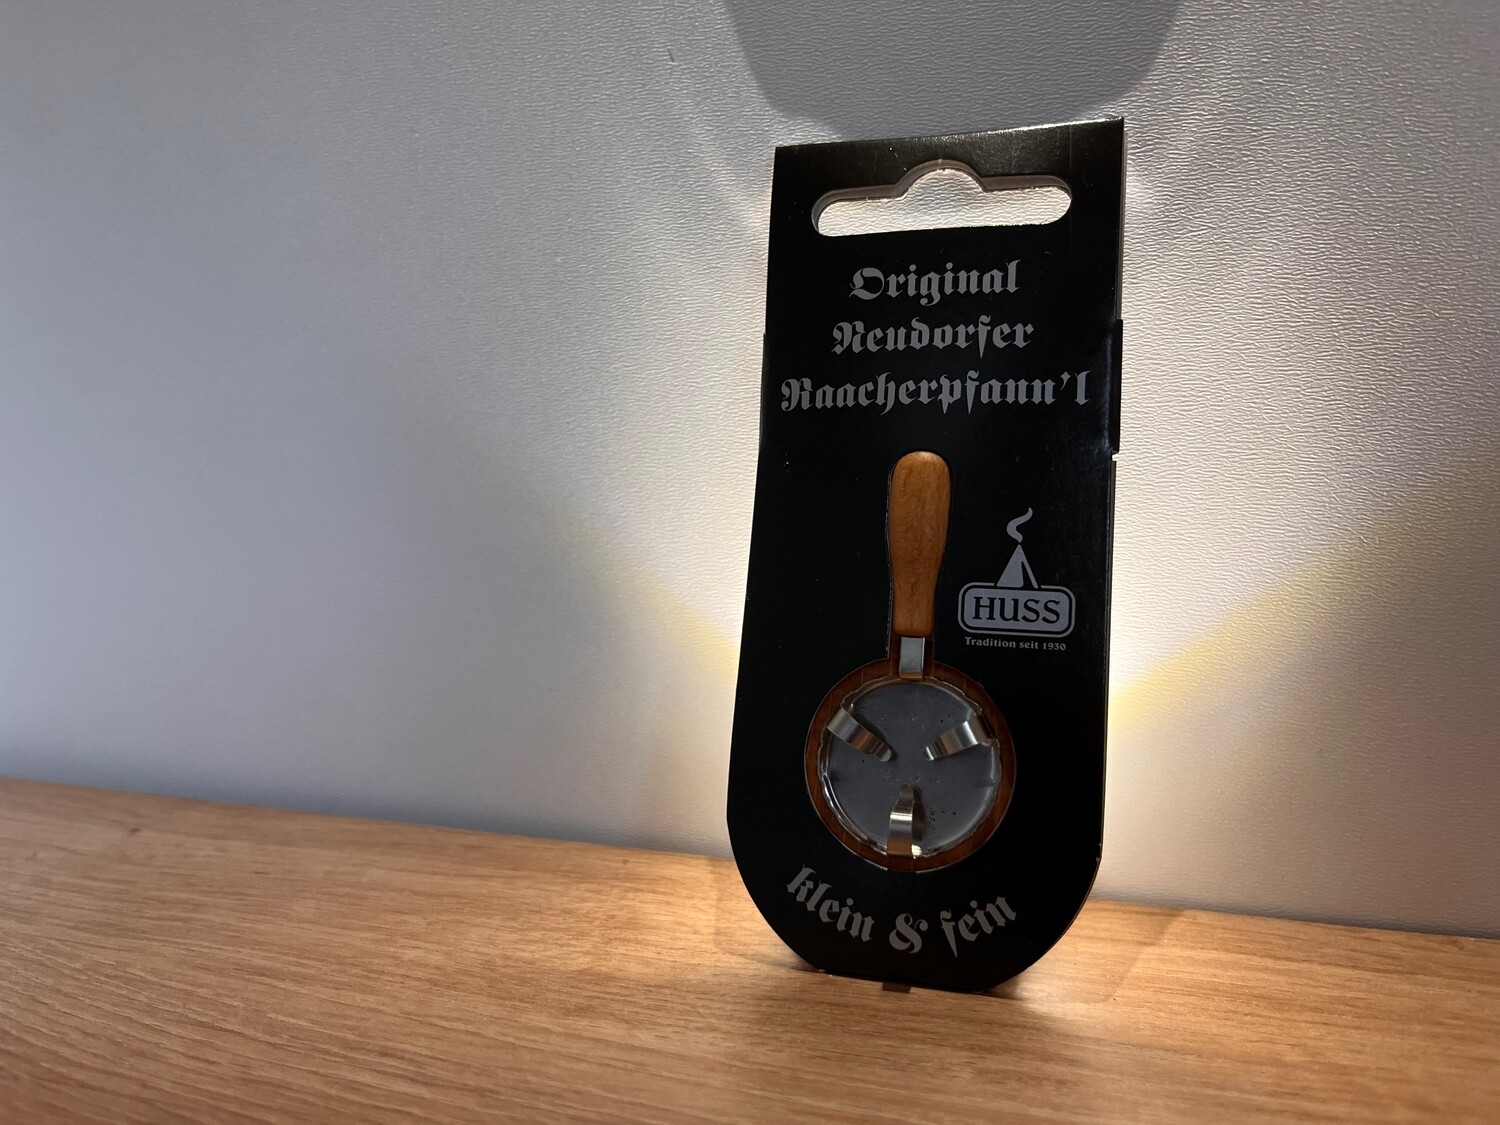 Original
Neudorfer
Raacherpfann'l
HUSS
Tradition seit 1930
klein & fein